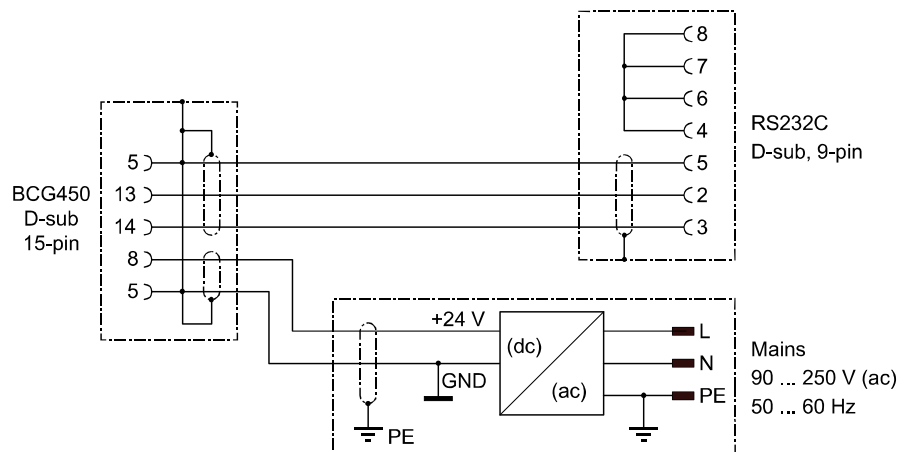 8
7
6
4
5
2
3
RS232C
D-sub, 9-pin
BCG450
D-sub
15-pin
5
13
14
8
5
+24 V
(dc)
(ac)
GND
PE
L
N
PE
Mains
90 ... 250 V (ac)
50 ... 60 Hz